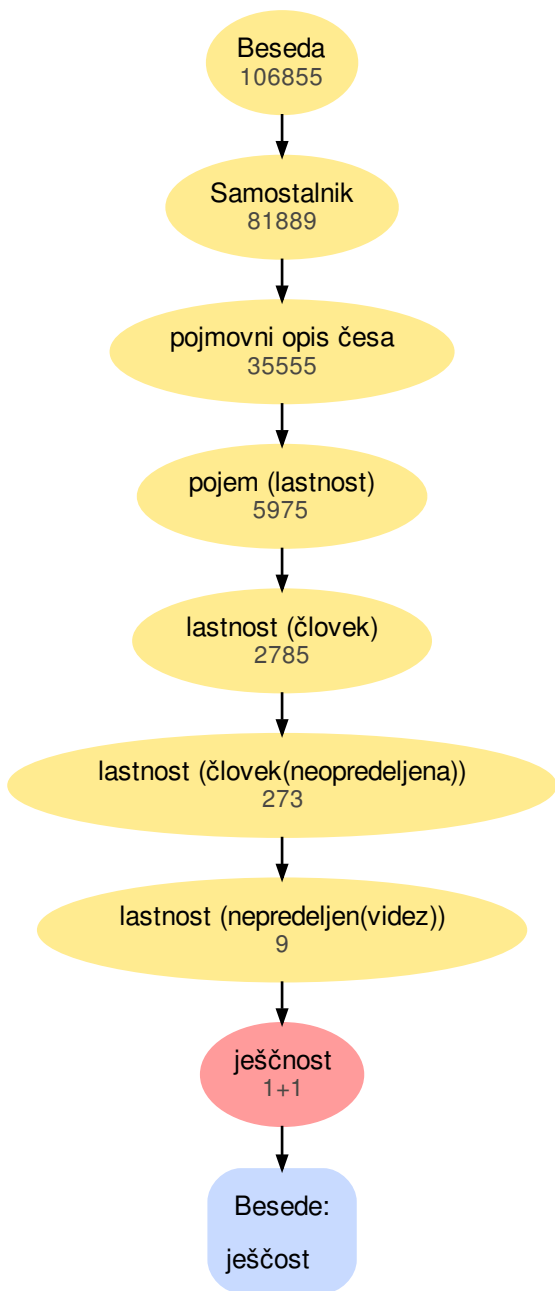 Beseda
106855
Samostalnik
81889
pojmovni opis česa
35555
pojem (lastnost)
5975
lastnost (človek)
2785
lastnost (človek(neopredeljena))
273
lastnost (nepredeljen(videz))
9
ješčnost
1+1
Besede:
ješčost